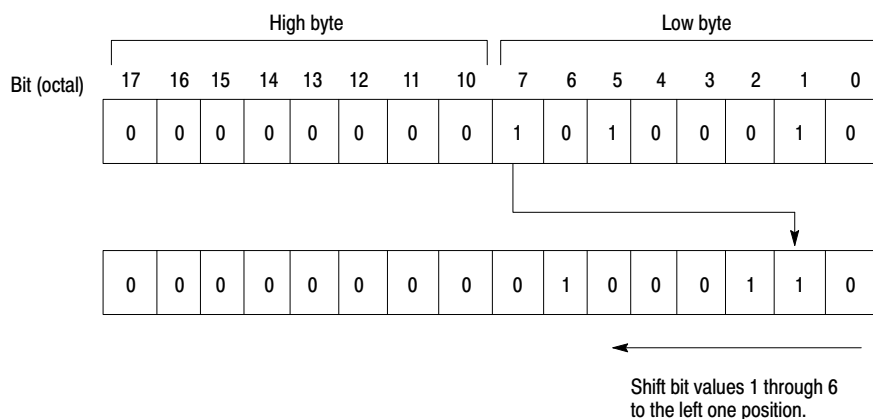 High byte Low byte
Bit (octal) 17 16 15 14 13 12 11 10 7 6 5 4 3 2 1 0
0 0 0 0 0 0 0 0 1 0 1 0 0 0 1 0
0 0 0 0 0 0 0 0 0 1 0 0 0 1 1 0
Shift bit values 1 through 6
to the left one position.